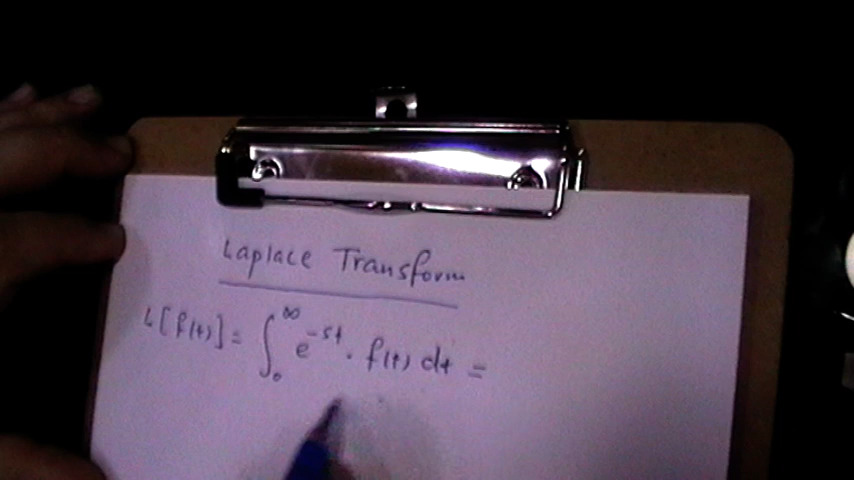 Laplace Transform
L[f(t)] = ∫₀^∞ e^-st . f(t) dt =